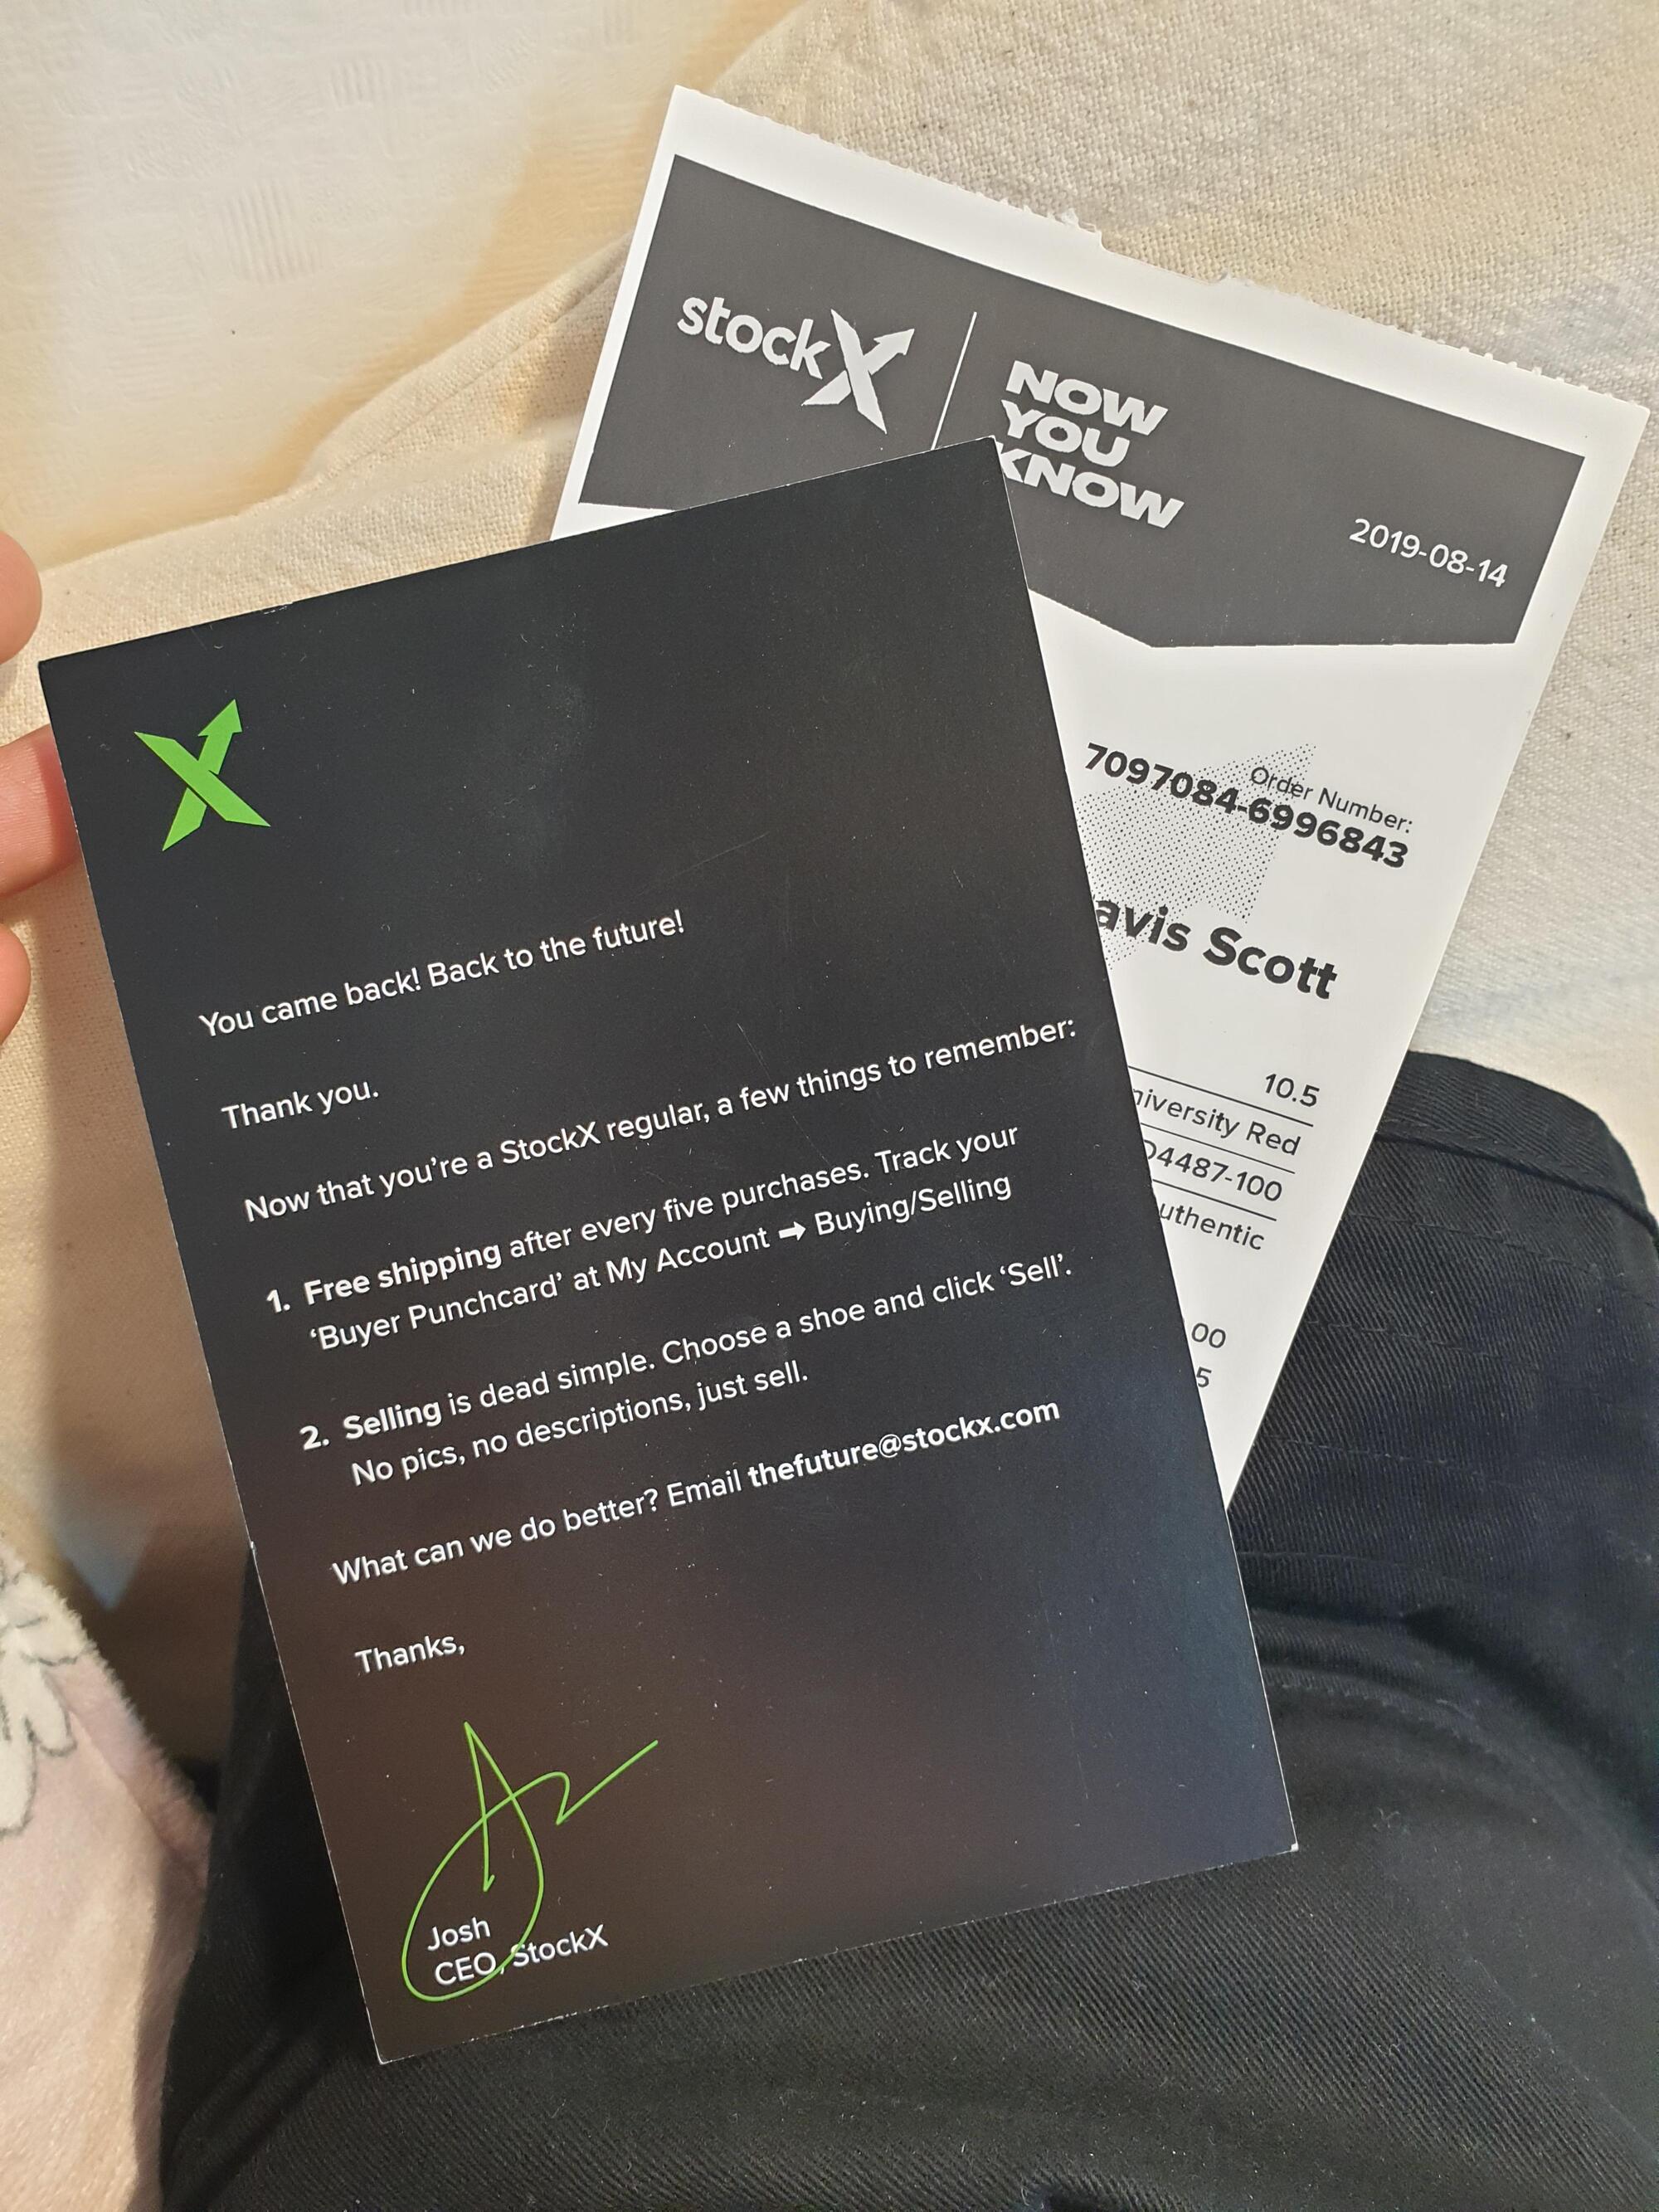 stockX
NOW
YOU
KNOW
2019-08-14
Order Number:
7097084-6996843
avis Scott
10.5
niversity Red
4487-100
uthentic
00
5
You came back! Back to the future!
Thank you.
Now that you're a StockX regular, a few things to remember:
1. Free shipping after every five purchases. Track your
'Buyer Punchcard' at My Account ➡ Buying/Selling
2. Selling is dead simple. Choose a shoe and click 'Sell'.
No pics, no descriptions, just sell.
What can we do better? Email thefuture@stockx.com
Thanks,
Josh
CEO, StockX